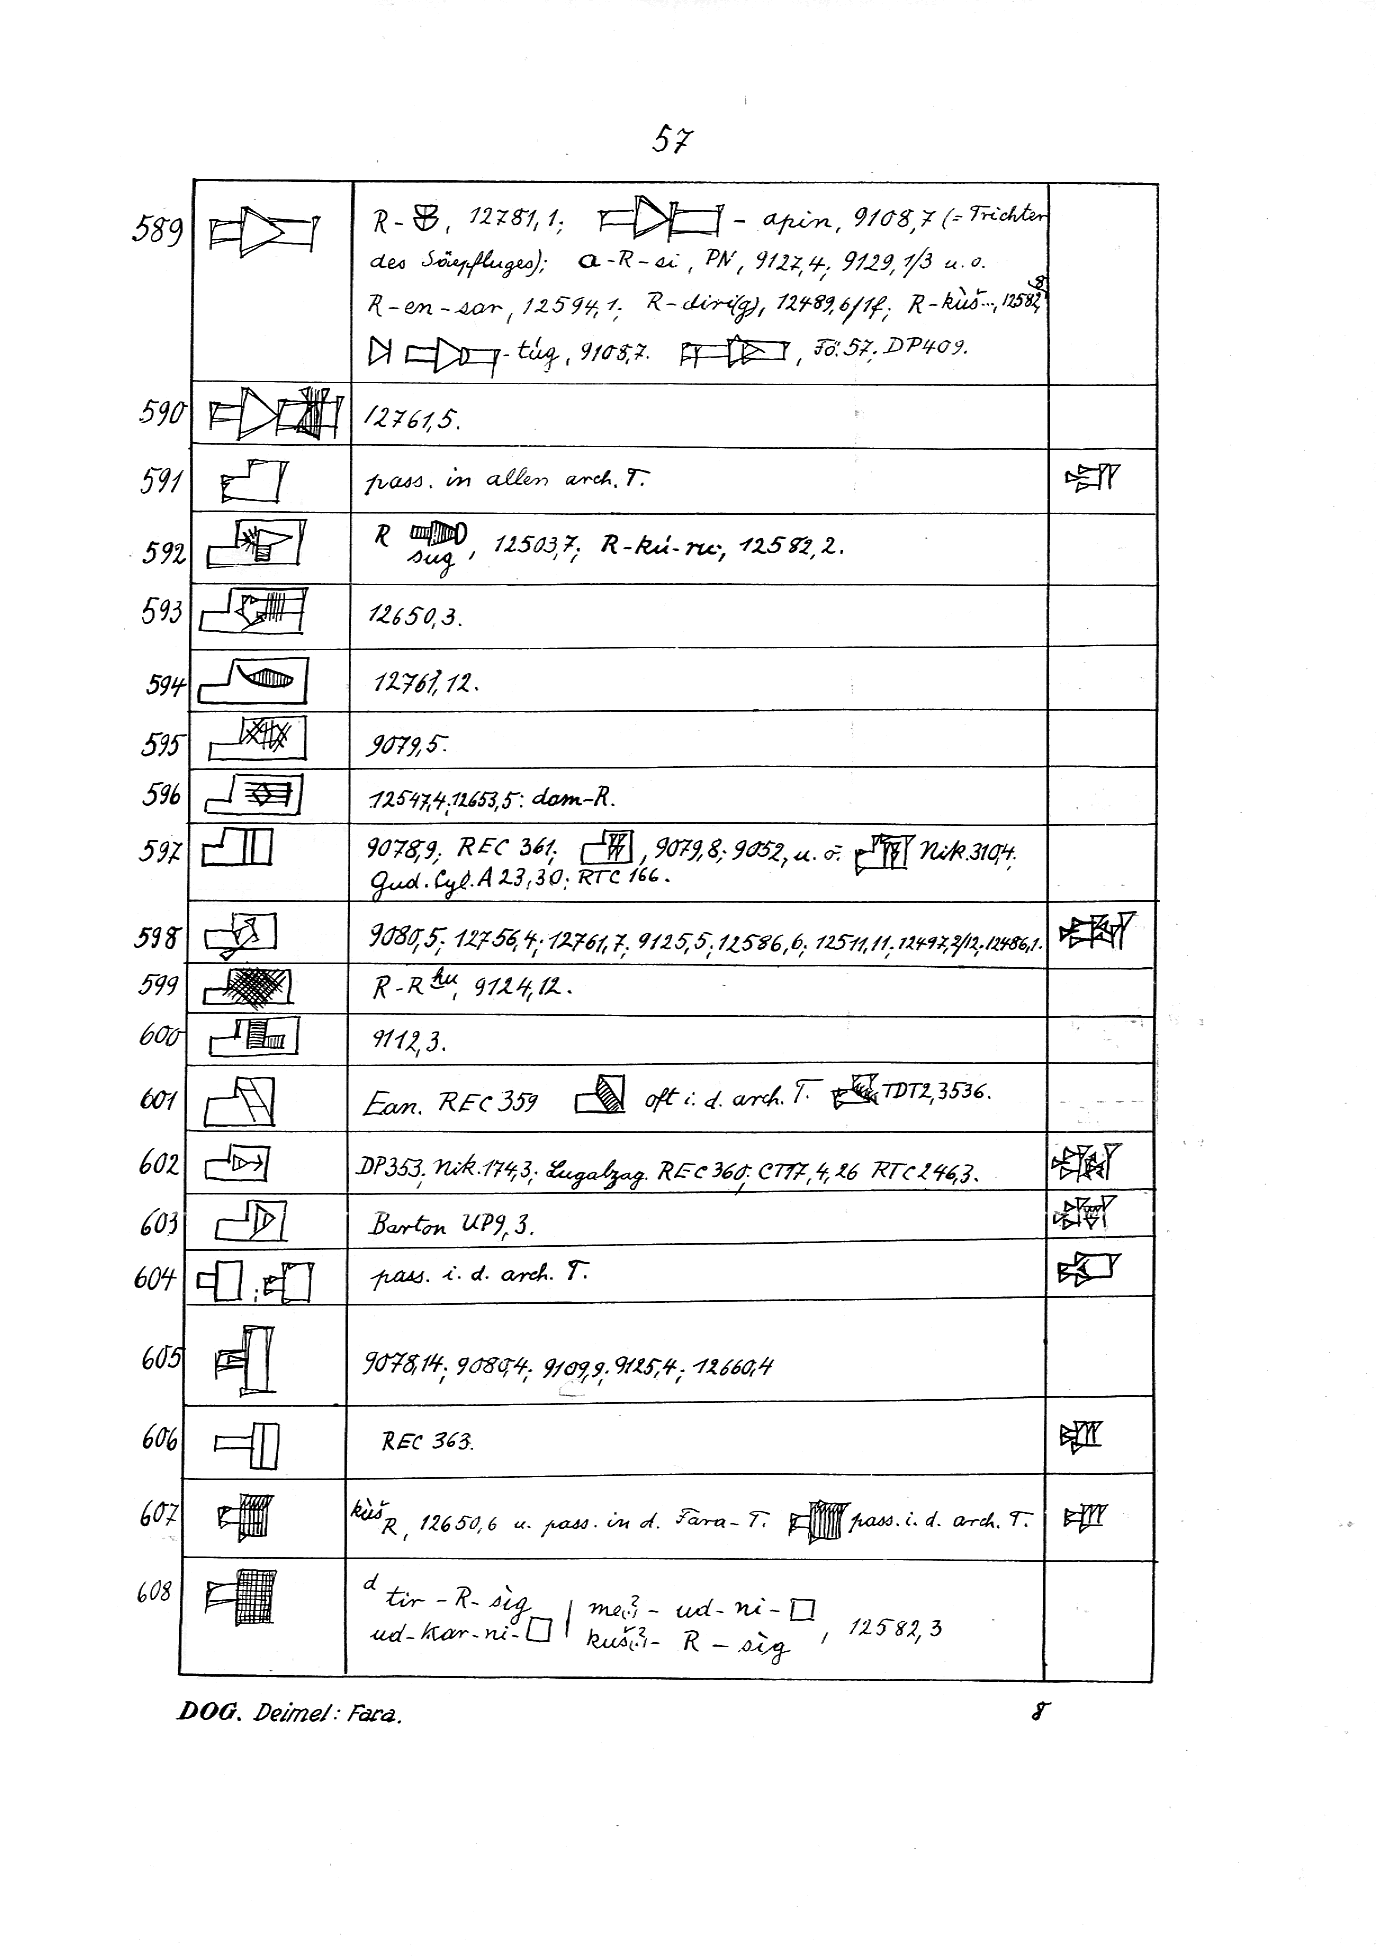 57
589 R- , 12781,1; - apin, 9108,7 (= Trichter
des Säepfluges); a-R-si, PN, 9127,4; 9129,1/3 u. o.
R-en-sar, 12594,1; R-diri(g), 12489,6/1f; R-kùš..., 12582,8
-túg, 9108,7. , Fö. 57; DP 409.
590 12761,5.
591 pass. in allen arch. T.
592 R sug , 12503,7; R-kú-ru, 12582,2.
593 12650,3.
594 12761,12.
595 9079,5.
596 12547,4; 12653,5: dam-R.
597 9078,9; REC 361; , 9079,8; 9052, u. ö. Nik. 310,4;
Gud. Cyl. A 23,30; RTC 166.
598 9080,5; 12756,4; 12761,7; 9125,5; 12586,6; 12511,11; 12497,2/12; 12486,1.
599 R-R hu, 9124,12.
600 9112,3.
601 Ean. REC 359 oft i. d. arch. T. TDT2, 3536.
602 DP 353; Nik. 174,3; Lugalzag. REC 360; CT17, 4, 26 RTC 246,3.
603 Barton UP9, 3.
604 ; pass. i. d. arch. T.
605 9078,14; 9080,4; 9109,9; 9125,4; 12660,4
606 REC 363.
607 kùš R, 12650,6 u. pass. in d. Fara-T. pass. i. d. arch. T.
608 d tir-R-sìg | me(?)- ud-ni-□
ud-kar-ni-□ | kuš(?)- R-sìg , 12582,3
DOG. Deimel: Fara. 8